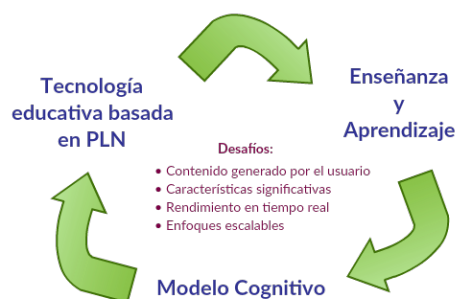 Tecnología
educativa basada
en PLN
Enseñanza
y
Aprendizaje
Desafíos:
• Contenido generado por el usuario
• Características significativas
• Rendimiento en tiempo real
• Enfoques escalables
Modelo Cognitivo